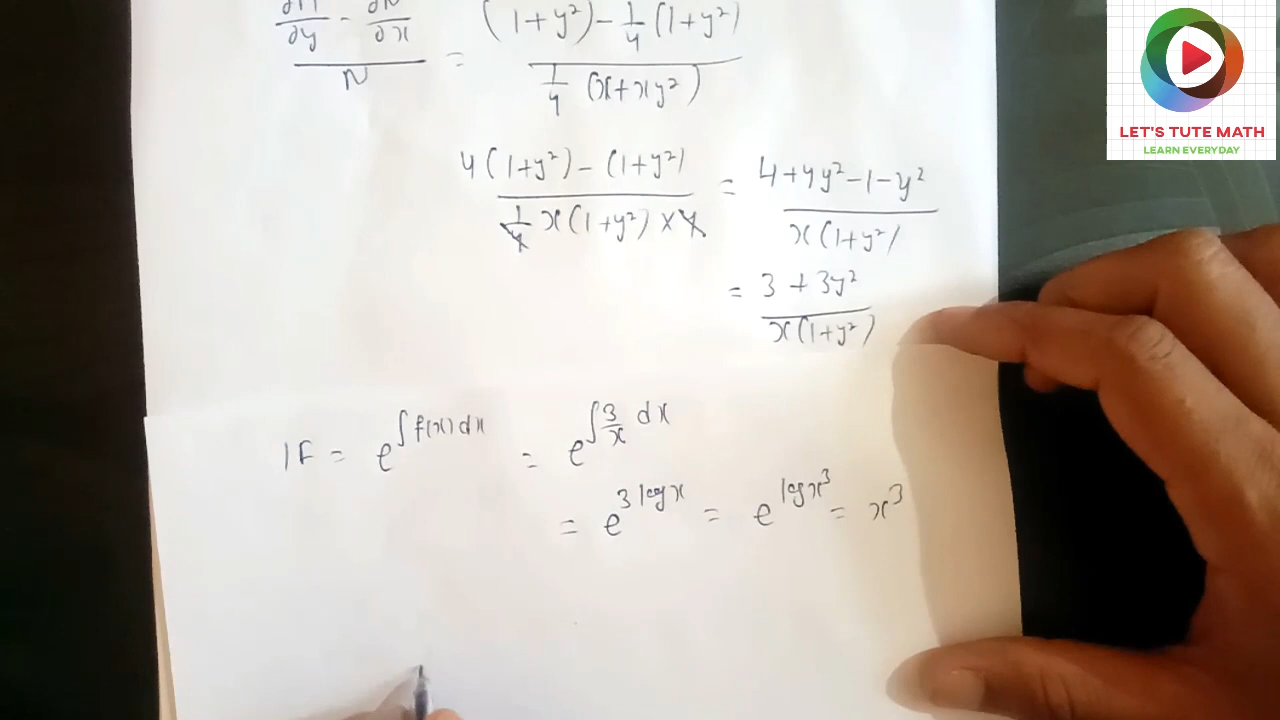 ∂M/∂y - ∂N/∂x / N = (1+y²) - 1/4 (1+y²) / 1/4 (x+xy²)
4(1+y²) - (1+y²) / 1/4 x(1+y²) × 4 = 4+4y²-1-y² / x(1+y²)
= 3+3y² / x(1+y²)
IF = e^∫f(x)dx = e^∫3/x dx
= e^3logx = e^logx³ = x³
LET'S TUTE MATH
LEARN EVERYDAY